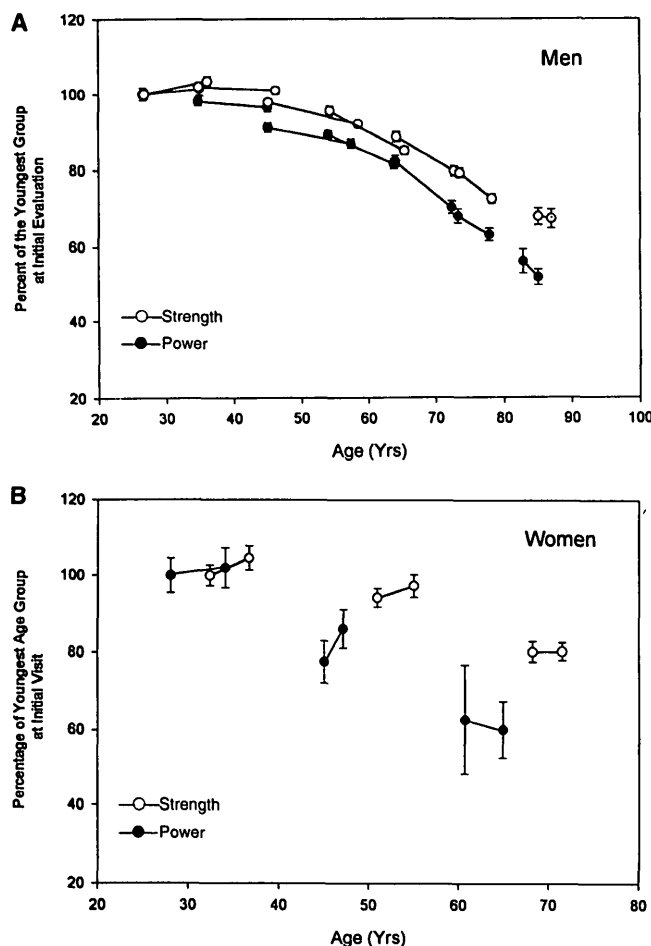 A
Men
Percent of the Youngest Group
at Initial Evaluation
120
100
80
60
40
20
Strength
Power
20 30 40 50 60 70 80 90 100
Age (Yrs)
B
Women
Percentage of Youngest Age Group
at Initial Visit
120
100
80
60
40
20
Strength
Power
20 30 40 50 60 70 80
Age (Yrs)